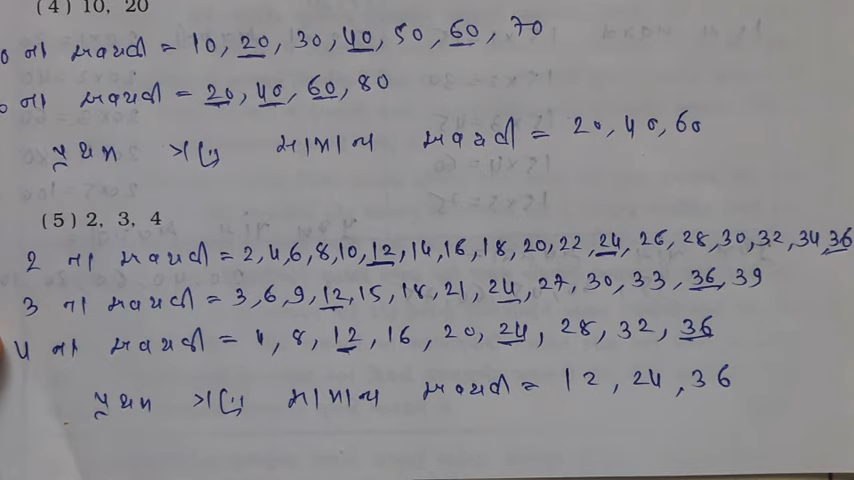 (4) 10, 20
0 ના અવયવી = 10, 20, 30, 40, 50, 60, 70
0 ના અવયવી = 20, 40, 60, 80
પ્રથમ ત્રણ સામાન્ય અવયવી = 20, 40, 60
(5) 2, 3, 4
2 ના અવયવી = 2, 4, 6, 8, 10, 12, 14, 16, 18, 20, 22, 24, 26, 28, 30, 32, 34, 36
3 ના અવયવી = 3, 6, 9, 12, 15, 18, 21, 24, 27, 30, 33, 36, 39
4 ના અવયવી = 4, 8, 12, 16, 20, 24, 28, 32, 36
પ્રથમ ત્રણ સામાન્ય અવયવી = 12, 24, 36